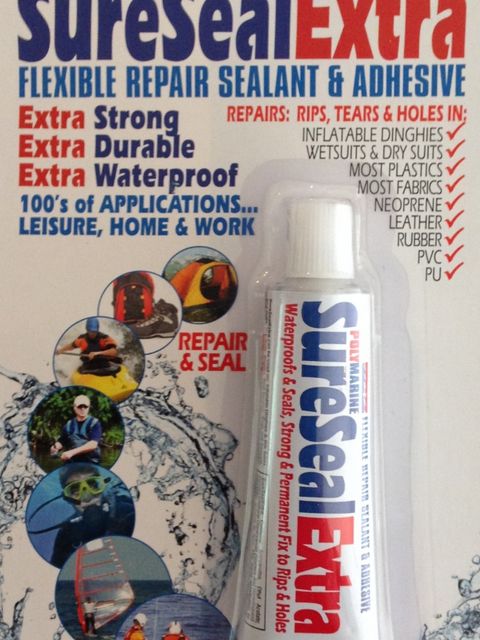 SureSealExtra
FLEXIBLE REPAIR SEALANT & ADHESIVE
Extra Strong
Extra Durable
Extra Waterproof
100's of APPLICATIONS...
LEISURE, HOME & WORK
REPAIRS: RIPS, TEARS & HOLES IN:
INFLATABLE DINGHIES
WETSUITS & DRY SUITS
MOST PLASTICS
MOST FABRICS
NEOPRENE
LEATHER
RUBBER
PVC
PU
REPAIR
& SEAL
POLYMARINE
FLEXIBLE REPAIR SEALANT & ADHESIVE
SureSealExtra
Waterproofs & Seals, Strong & Permanent Fix to Rips & Holes